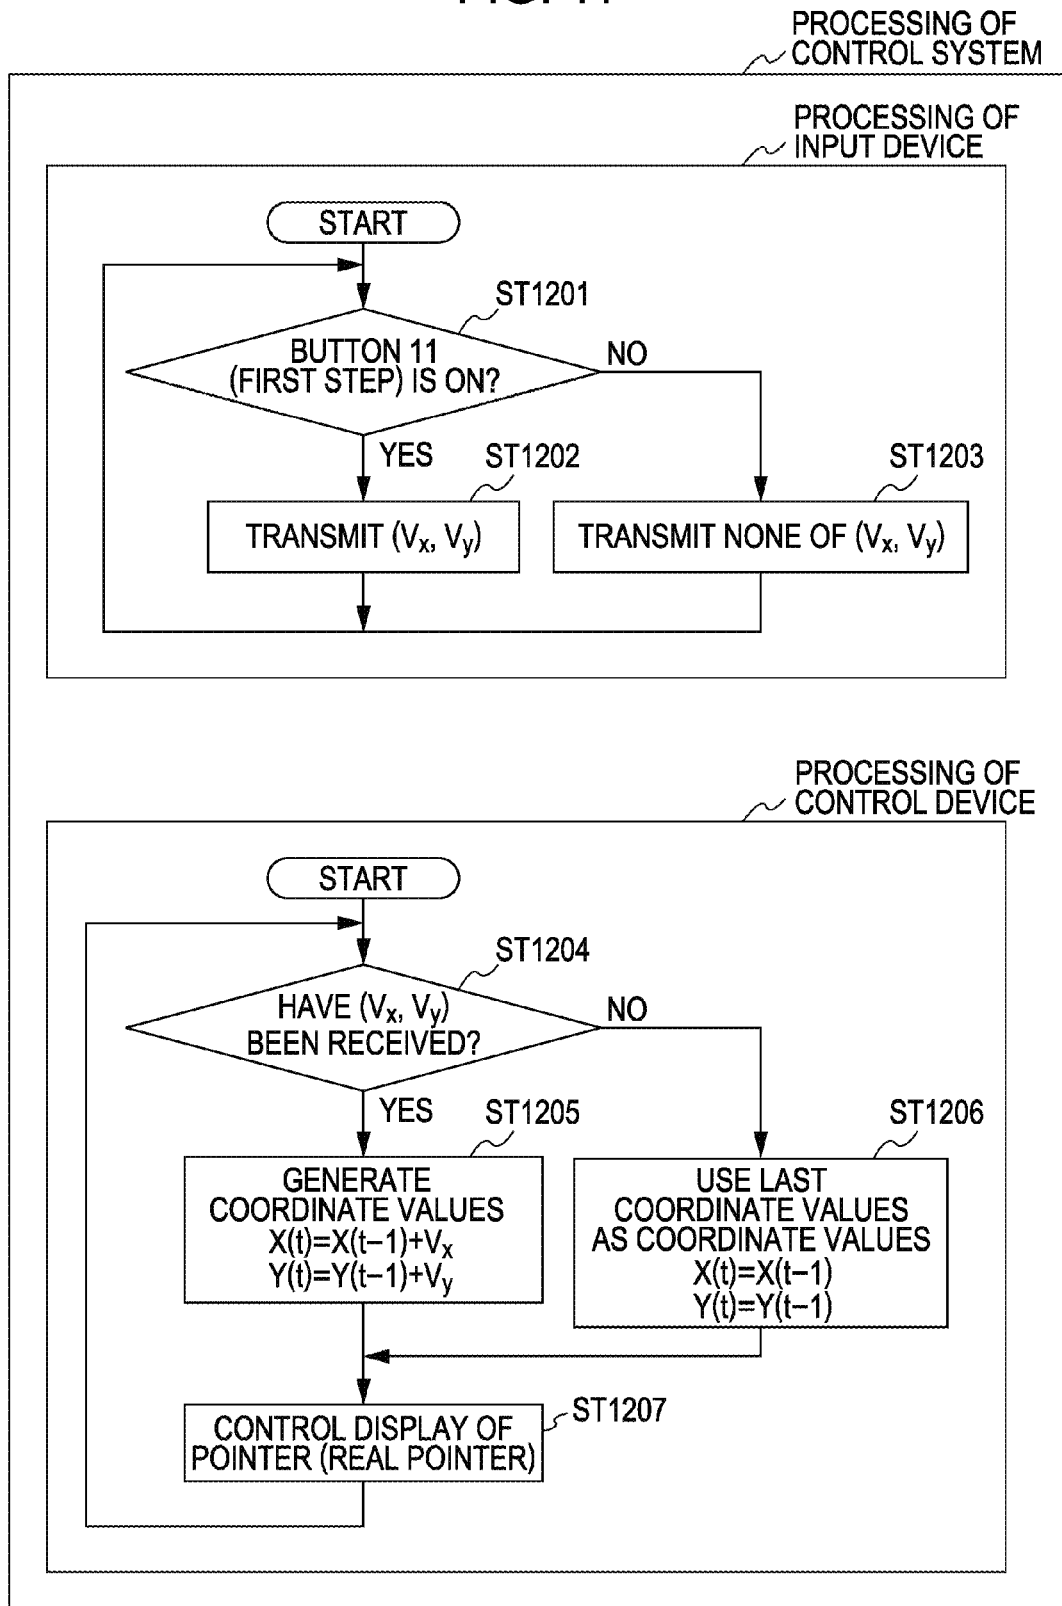 PROCESSING OF
CONTROL SYSTEM
PROCESSING OF
INPUT DEVICE
START
ST1201
BUTTON 11
(FIRST STEP) IS ON?
NO
YES
ST1202
ST1203
TRANSMIT (Vx, Vy)
TRANSMIT NONE OF (Vx, Vy)
PROCESSING OF
CONTROL DEVICE
START
ST1204
HAVE (Vx, Vy)
BEEN RECEIVED?
NO
YES
ST1205
ST1206
GENERATE
COORDINATE VALUES
X(t)=X(t−1)+Vx
Y(t)=Y(t−1)+Vy
USE LAST
COORDINATE VALUES
AS COORDINATE VALUES
X(t)=X(t−1)
Y(t)=Y(t−1)
ST1207
CONTROL DISPLAY OF
POINTER (REAL POINTER)